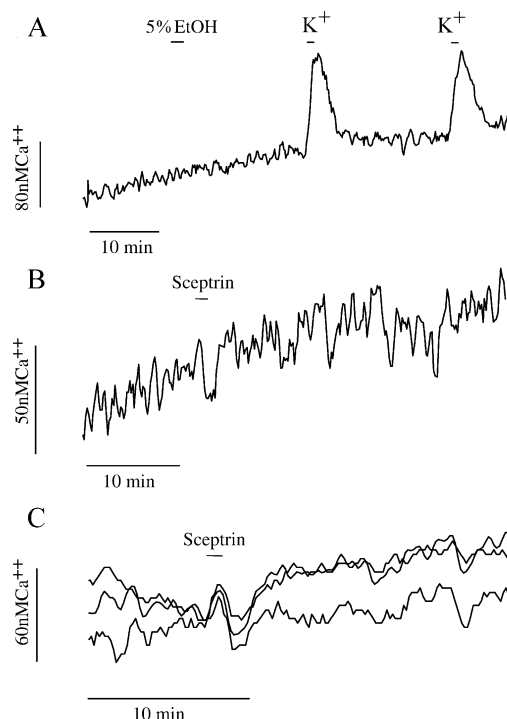 A
5% EtOH
K+
K+
80nMCa++
10 min
B
Sceptrin
50nMCa++
10 min
C
Sceptrin
60nMCa++
10 min